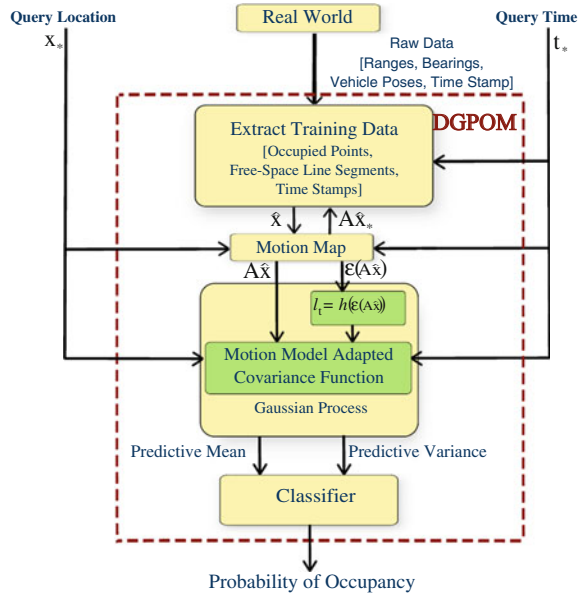 Query Location
x*
Real World
Query Time
t*
Raw Data
[Ranges, Bearings,
Vehicle Poses, Time Stamp]
DGPOM
Extract Training Data
[Occupied Points,
Free-Space Line Segments,
Time Stamps]
x̂
Ax̂*
Motion Map
Ax̂
ε(Ax̂)
lₜ = h(ε(Ax̂))
Motion Model Adapted
Covariance Function
Gaussian Process
Predictive Mean
Predictive Variance
Classifier
Probability of Occupancy